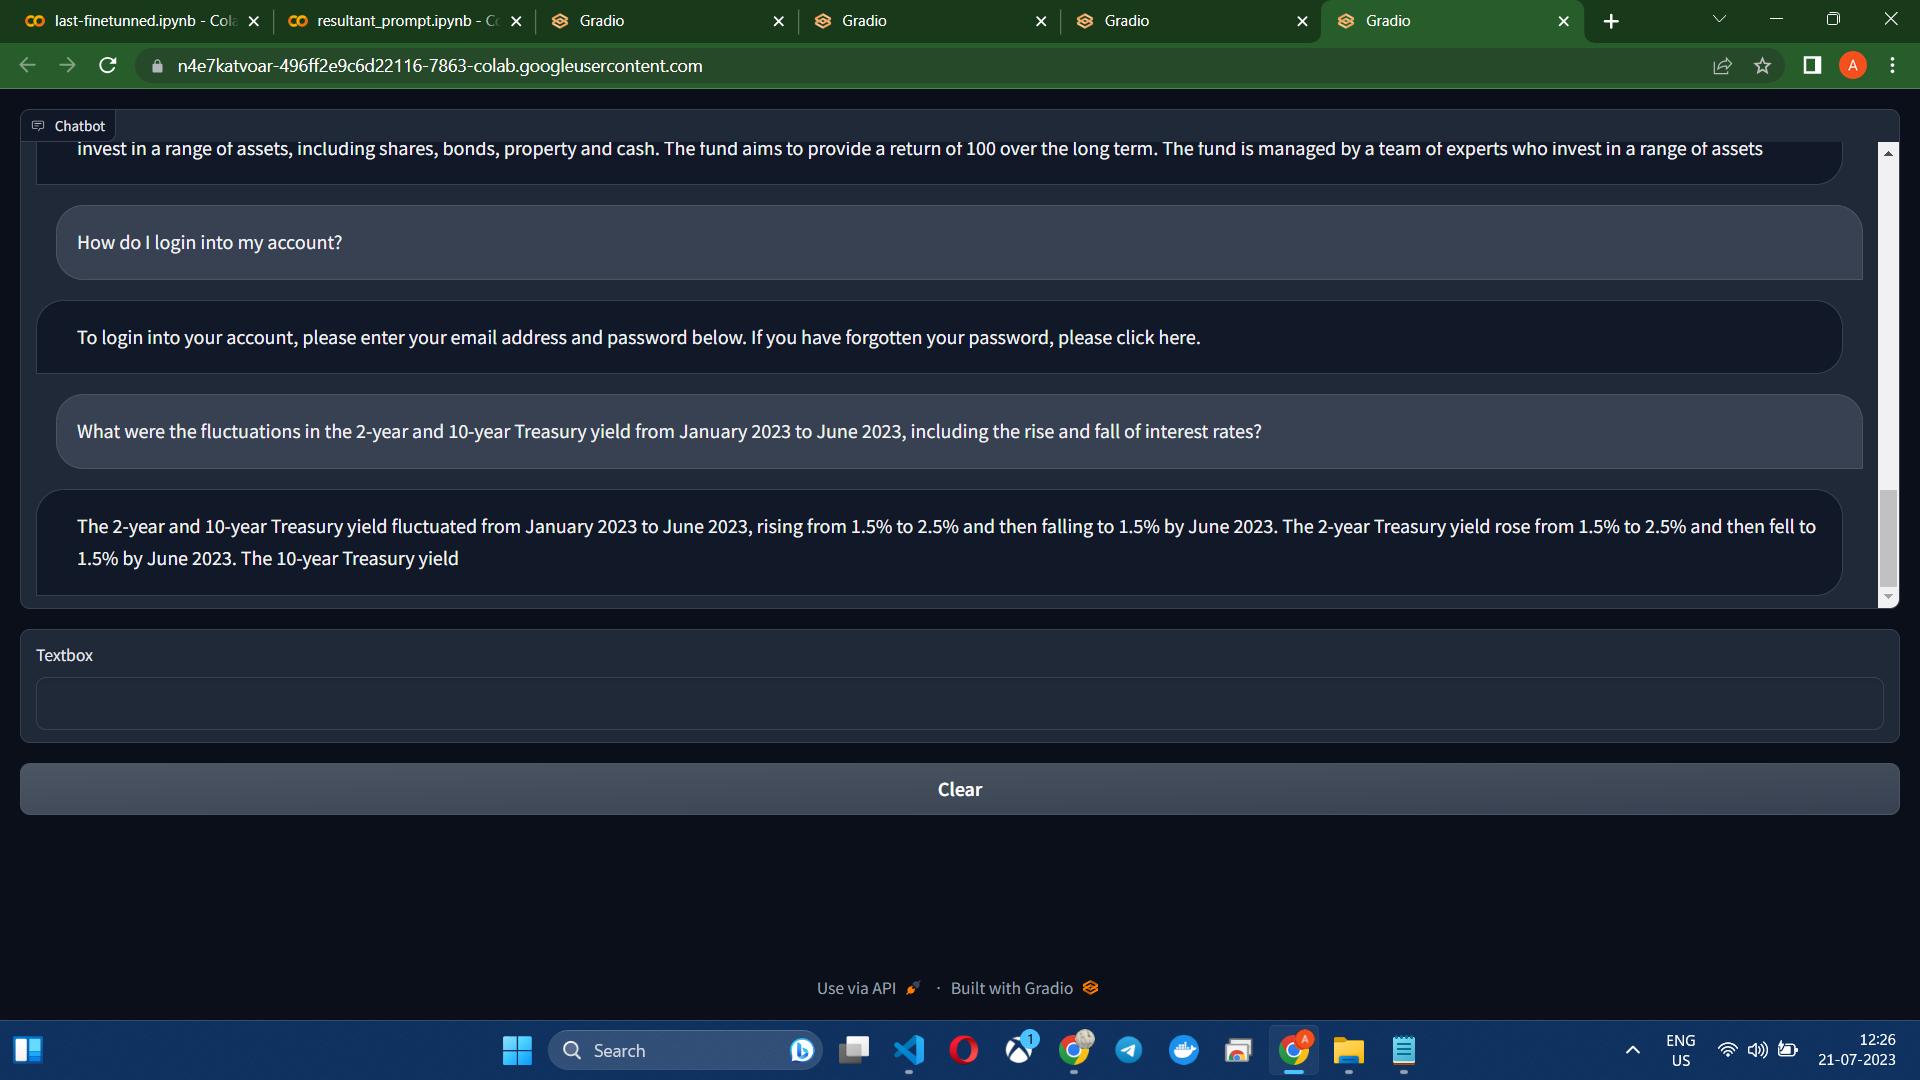 last-finetunned.ipynb - Cola
resultant_prompt.ipynb - Co
Gradio
Gradio
Gradio
Gradio
n4e7katvoar-496ff2e9c6d22116-7863-colab.googleusercontent.com
A
Chatbot
invest in a range of assets, including shares, bonds, property and cash. The fund aims to provide a return of 100 over the long term. The fund is managed by a team of experts who invest in a range of assets
How do I login into my account?
To login into your account, please enter your email address and password below. If you have forgotten your password, please click here.
What were the fluctuations in the 2-year and 10-year Treasury yield from January 2023 to June 2023, including the rise and fall of interest rates?
The 2-year and 10-year Treasury yield fluctuated from January 2023 to June 2023, rising from 1.5% to 2.5% and then falling to 1.5% by June 2023. The 2-year Treasury yield rose from 1.5% to 2.5% and then fell to
1.5% by June 2023. The 10-year Treasury yield
Textbox
Clear
Use via API · Built with Gradio
Search
1
A
ENG
US
12:26
21-07-2023